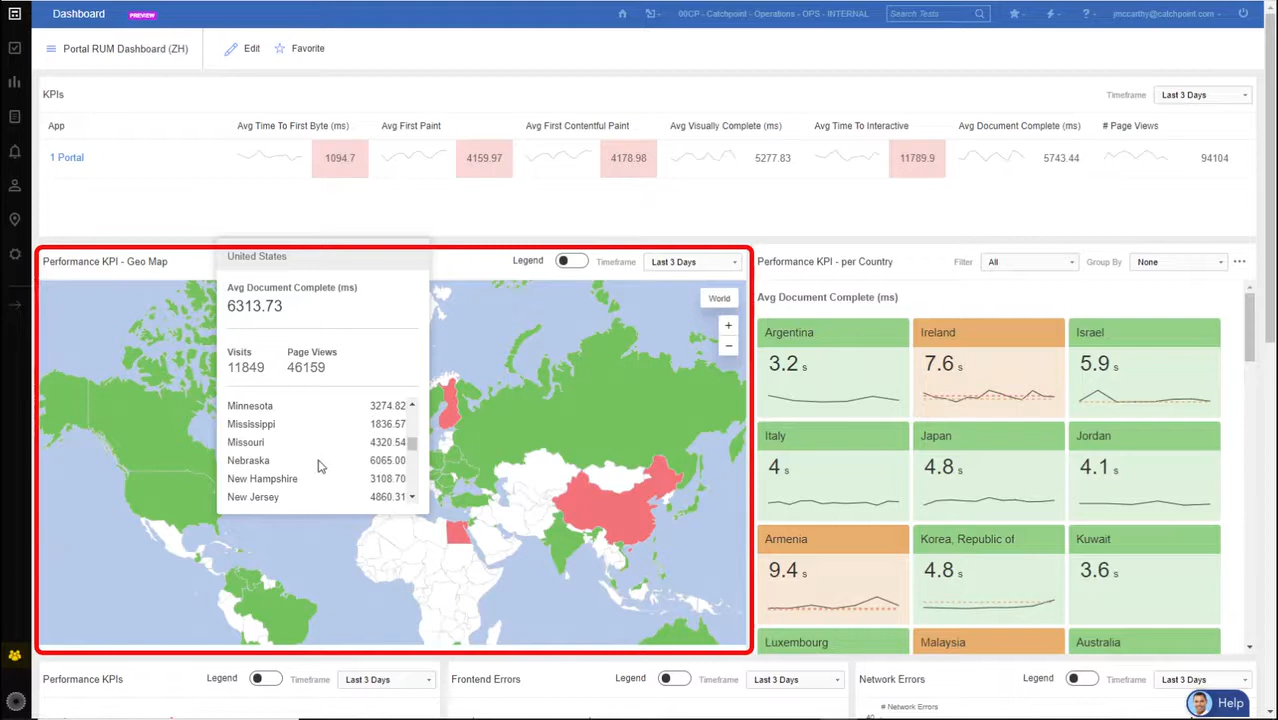 Dashboard PREVIEW 00CP - Catchpoint - Operations - OPS - INTERNAL Search Tests ? jmccarthy@catchpoint.com
Portal RUM Dashboard (ZH) Edit Favorite
KPIs Timeframe Last 3 Days
App Avg Time To First Byte (ms) Avg First Paint Avg First Contentful Paint Avg Visually Complete (ms) Avg Time To Interactive Avg Document Complete (ms) # Page Views
1 Portal 1094.7 4159.97 4178.98 5277.83 11789.9 5743.44 94104
Performance KPI - Geo Map Legend Timeframe Last 3 Days
United States
Avg Document Complete (ms)
6313.73
Visits Page Views
11849 46159
Minnesota 3274.82
Mississippi 1836.57
Missouri 4320.54
Nebraska 6065.00
New Hampshire 3108.70
New Jersey 4860.31
World
+
−
Performance KPI - per Country Filter All Group By None
Avg Document Complete (ms)
Argentina Ireland Israel
3.2 s 7.6 s 5.9 s
Italy Japan Jordan
4 s 4.8 s 4.1 s
Armenia Korea, Republic of Kuwait
9.4 s 4.8 s 3.6 s
Luxembourg Malaysia Australia
Performance KPIs Legend Timeframe Last 3 Days
Frontend Errors Legend Timeframe Last 3 Days
Network Errors Legend Timeframe Last 3 Days
# Network Errors
40
Help